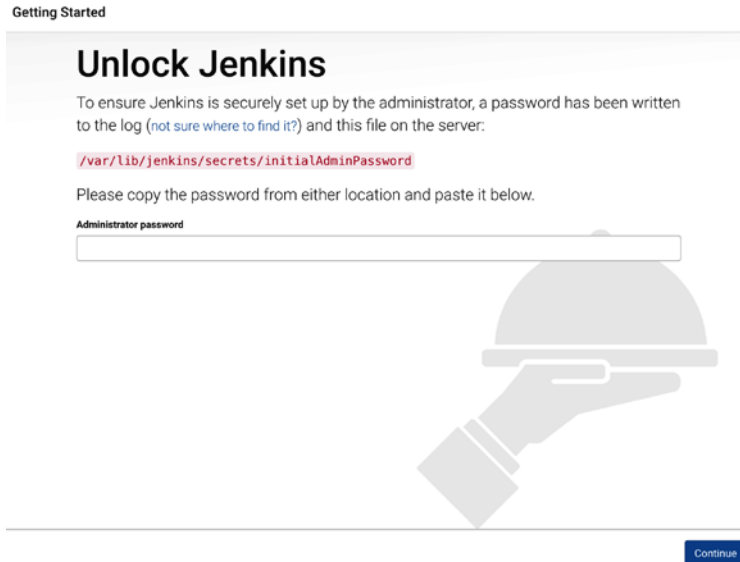 Getting Started
Unlock Jenkins
To ensure Jenkins is securely set up by the administrator, a password has been written
to the log (not sure where to find it?) and this file on the server:
/var/lib/jenkins/secrets/initialAdminPassword
Please copy the password from either location and paste it below.
Administrator password
Continue